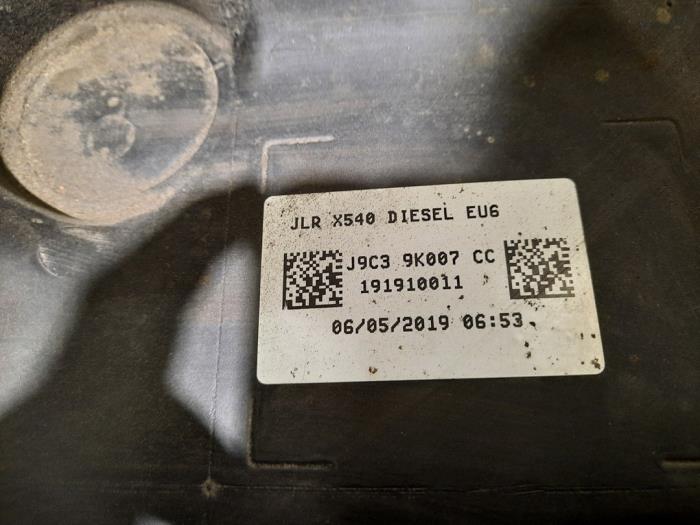 JLR X540 DIESEL EU6
J9C3 9K007 CC
191910011
06/05/2019 06:53